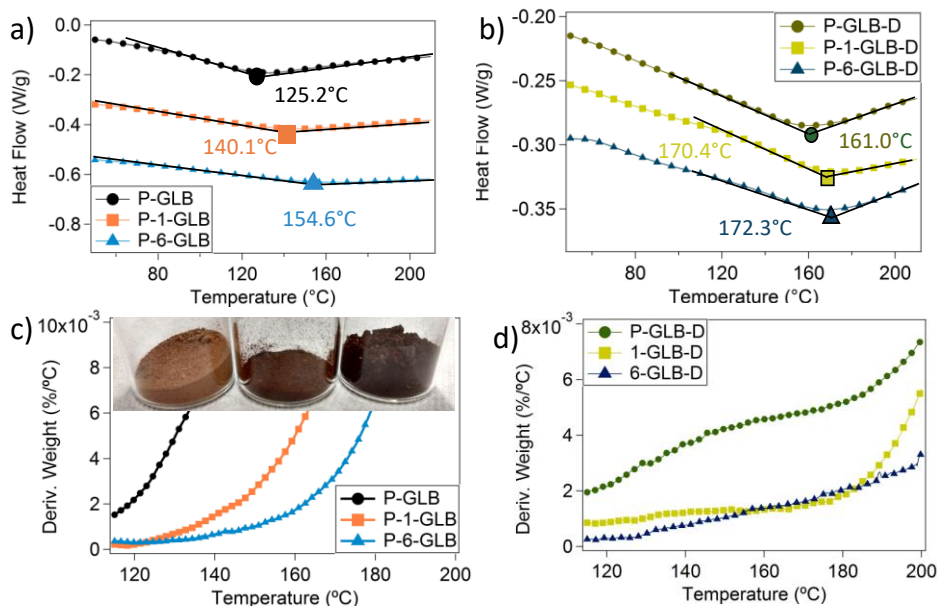 a)
0.0
-0.2
-0.4
-0.6
-0.8
Heat Flow (W/g)
125.2°C
140.1°C
154.6°C
P-GLB
P-1-GLB
P-6-GLB
80
120
160
200
Temperature (°C)
b)
-0.20
-0.25
-0.30
-0.35
Heat Flow (W/g)
P-GLB-D
P-1-GLB-D
P-6-GLB-D
161.0°C
170.4°C
172.3°C
80
120
160
200
Temperature (°C)
c)
10x10⁻³
8
6
4
2
0
Deriv. Weight (%/ºC)
P-GLB
P-1-GLB
P-6-GLB
120
140
160
180
200
Temperature (ºC)
d)
8x10⁻³
6
4
2
0
Deriv. Weight (%/ºC)
P-GLB-D
1-GLB-D
6-GLB-D
120
140
160
180
200
Temperature (ºC)